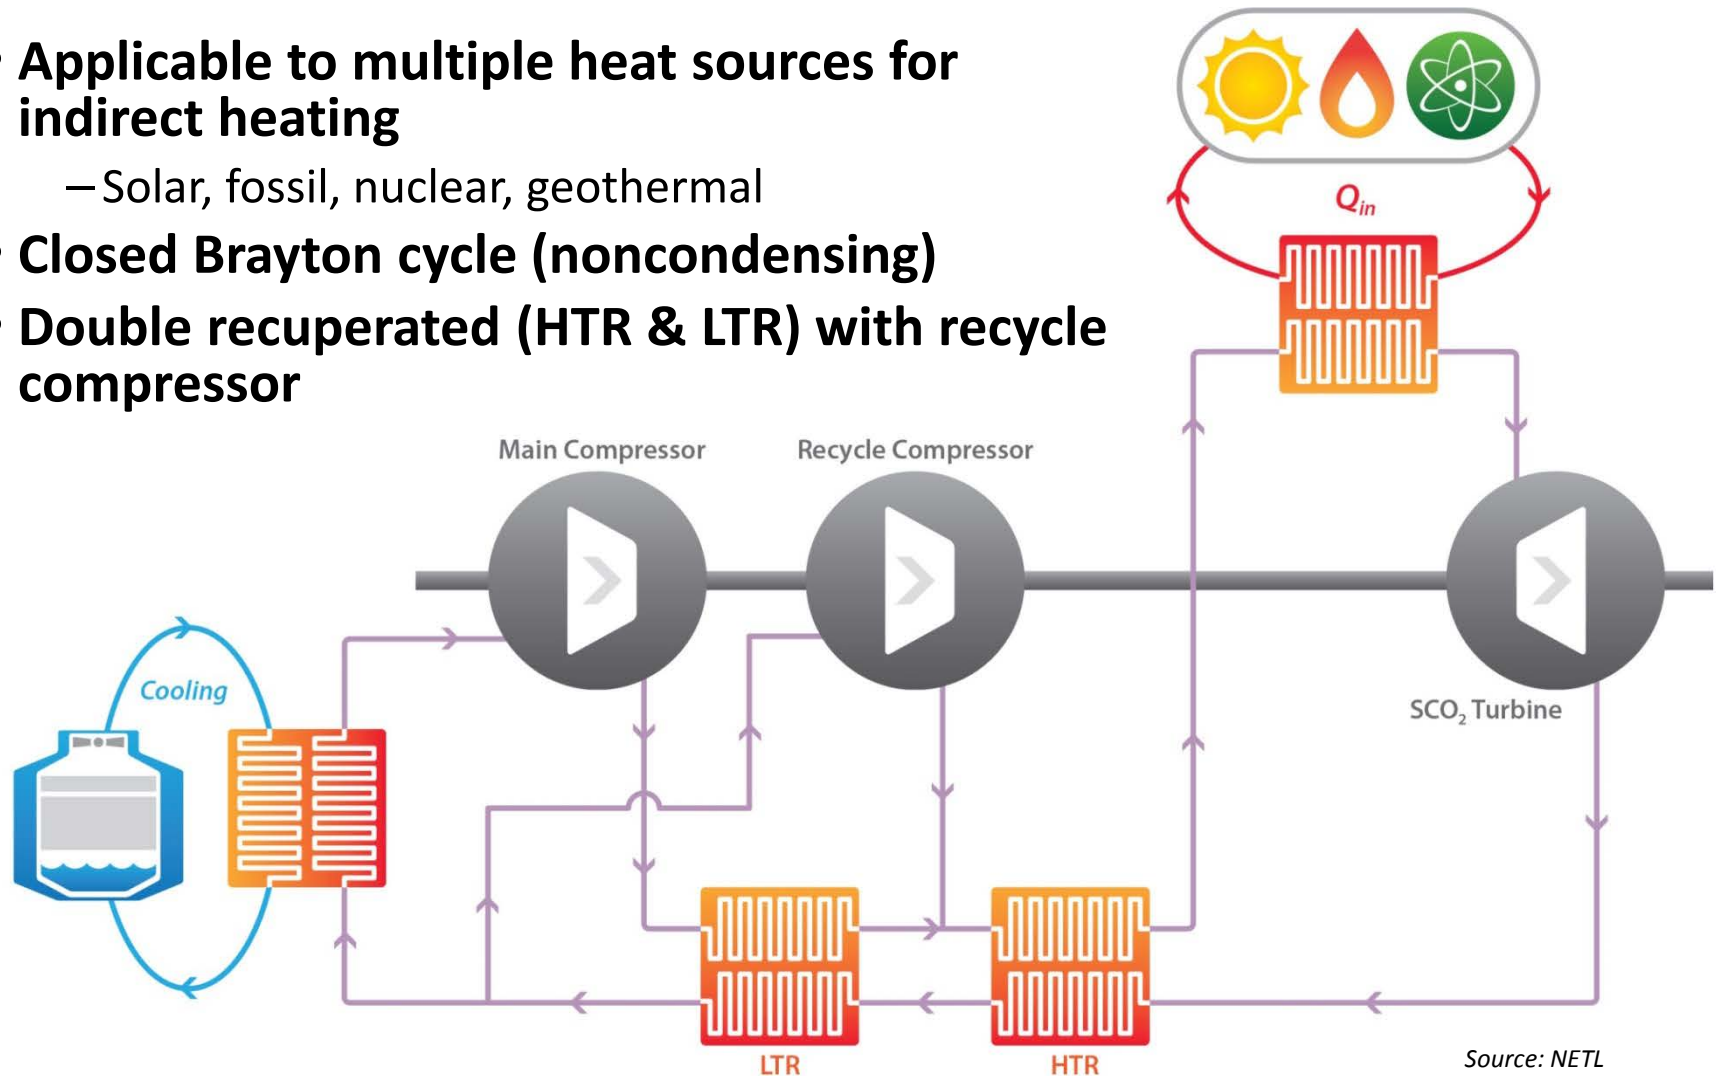 • Applicable to multiple heat sources for
indirect heating
– Solar, fossil, nuclear, geothermal
• Closed Brayton cycle (noncondensing)
• Double recuperated (HTR & LTR) with recycle
compressor
Q_in
Main Compressor
Recycle Compressor
Cooling
SCO₂ Turbine
LTR
HTR
Source: NETL